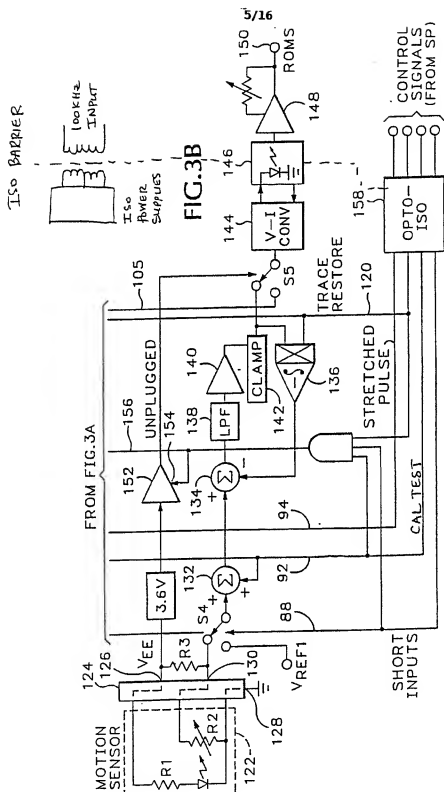 5/16
ISO BARRIER
100KHZ
INPUT
ISO
POWER
SUPPLIES
FIG.3B
FROM FIG.3A
MOTION
SENSOR
122
R1
R2
124
126
VEE
R3
130
128
VREF1
S4
3.6V
152
154
156
UNPLUGGED
105
132
Σ
+
+
134
Σ
+
-
138
LPF
140
CLAMP
142
136
∫
-
S5
144
V-I
CONV
146
148
150
ROMS
88
92
94
120
SHORT INPUTS
CAL TEST
STRETCHED PULSE
TRACE
RESTORE
158
OPTO-
ISO
CONTROL
SIGNALS
(FROM SP)